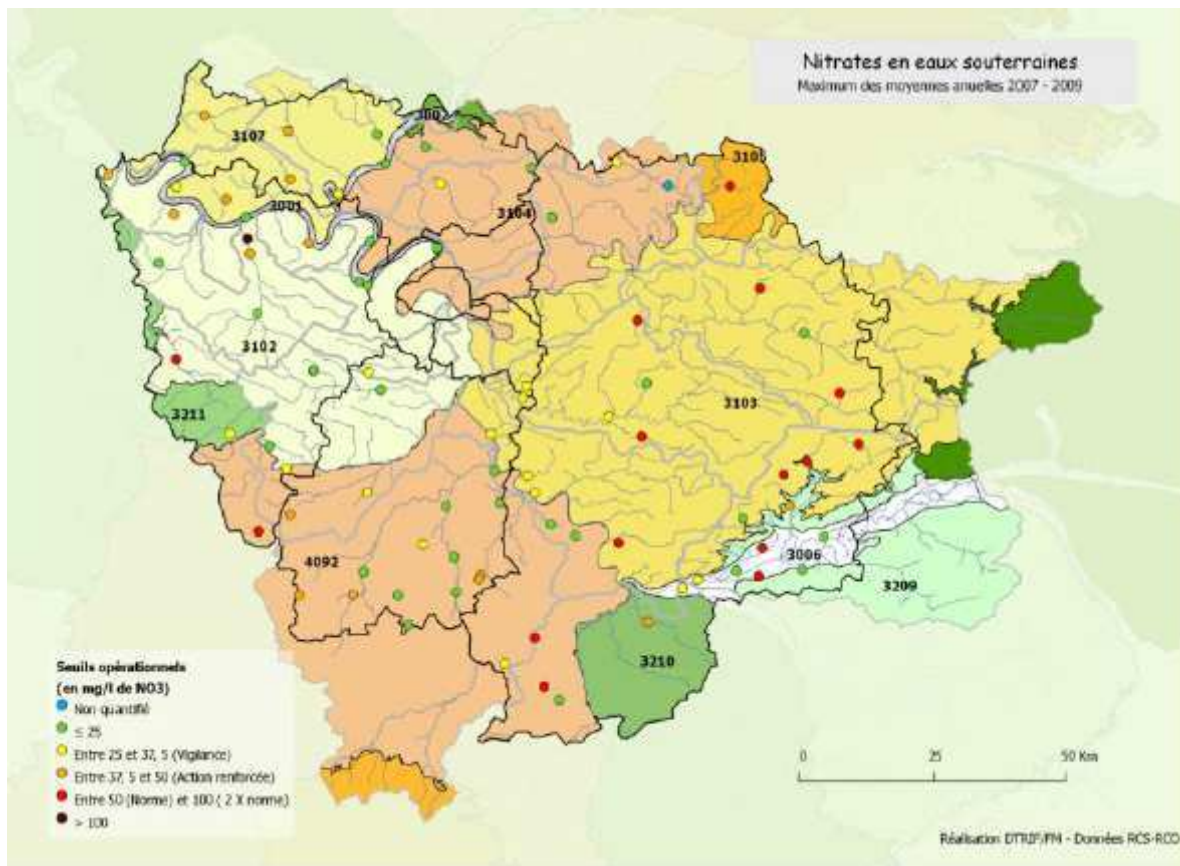 Nitrates en eaux souterraines
Maximum des moyennes anuelles 2007 - 2009
3107
3001
3104
3105
3102
3103
3211
4092
3006
3209
3210
Seuils opérationnels
(en mg/l de NO3)
Non quantifié
≤ 25
Entre 25 et 37, 5 (Vigilance)
Entre 37, 5 et 50 (Action renforcée)
Entre 50 (Norme) et 100 ( 2 X norme)
> 100
0 25 50 Km
Réalisation DTRIF/FM - Données RCS-RCO